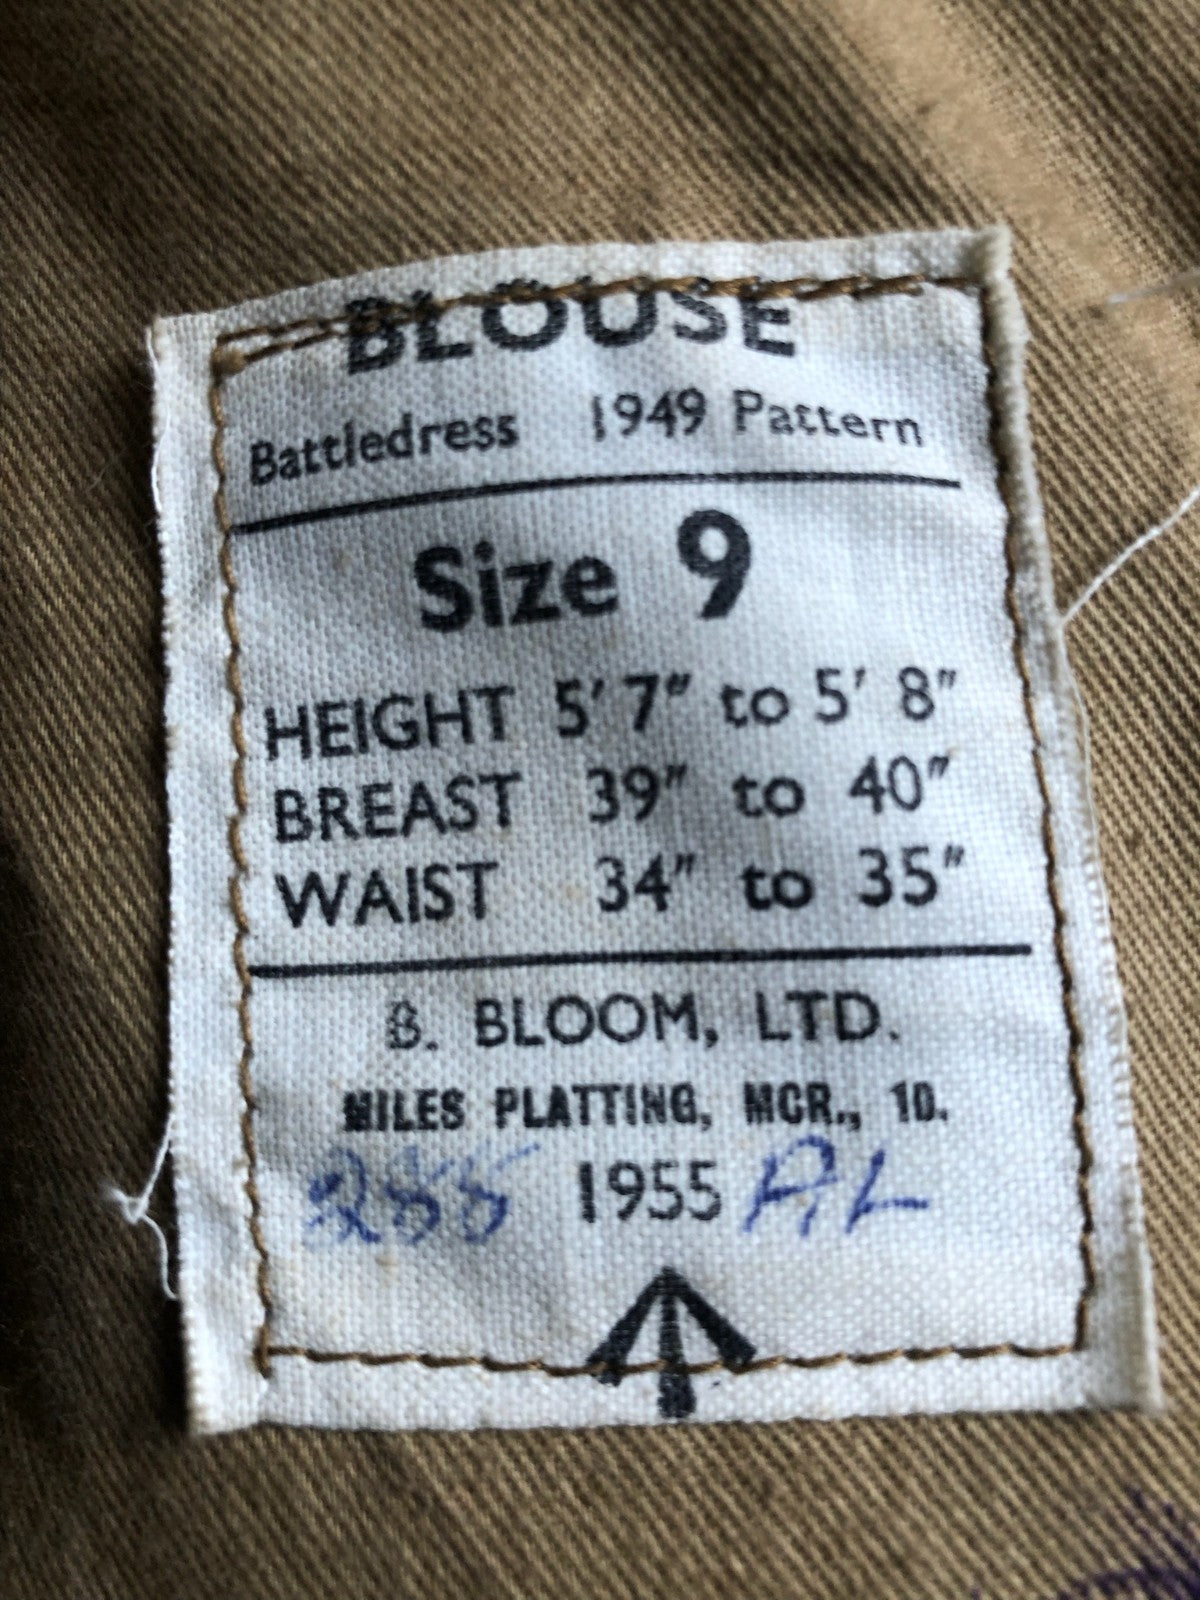 BLOUSE
Battledress 1949 Pattern
Size 9
HEIGHT 5' 7" to 5' 8"
BREAST 39" to 40"
WAIST 34" to 35"
B. BLOOM, LTD.
MILES PLATTING, MCR., 10.
1955